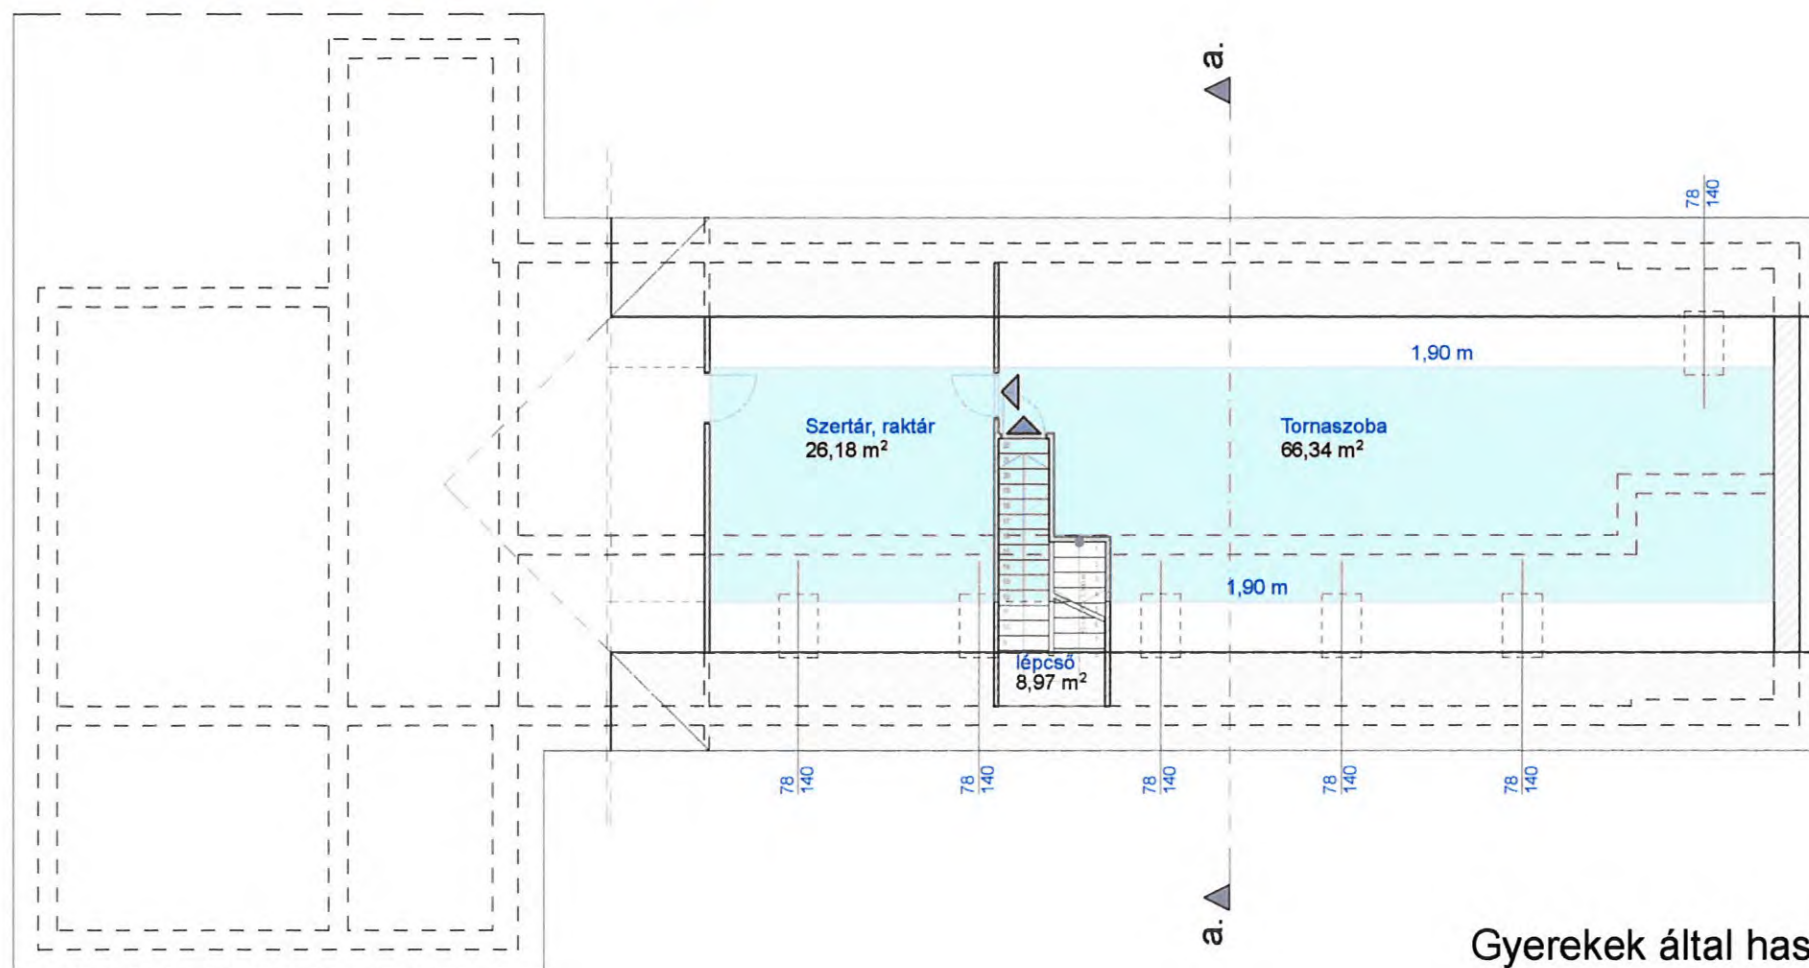 a.
78
140
1,90 m
Szertár, raktár
26,18 m²
Tornaszoba
66,34 m²
1,90 m
lépcső
8,97 m²
78
140
78
140
78
140
78
140
78
140
a.
Gyerekek által has